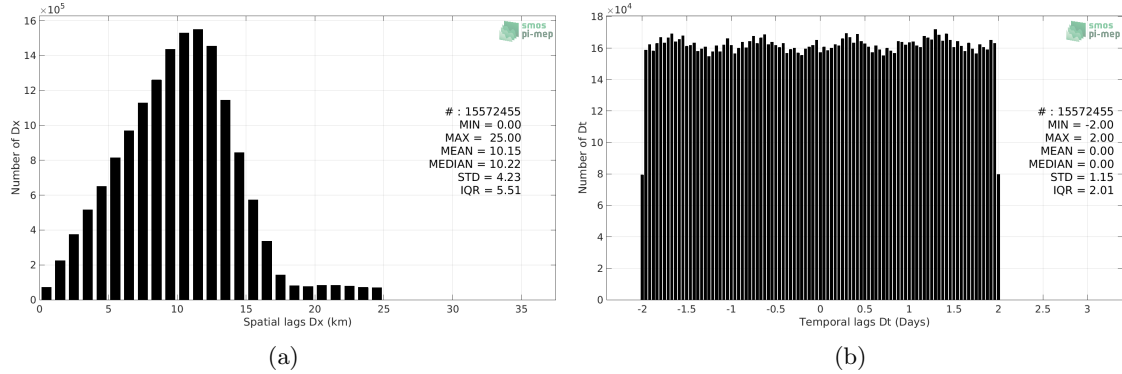 ×10⁵
16
14
12
10
8
6
4
2
0
Number of Dx
0 5 10 15 20 25 30 35
Spatial lags Dx (km)
smos
pi-mep
# : 15572455
MIN = 0.00
MAX = 25.00
MEAN = 10.15
MEDIAN = 10.22
STD = 4.23
IQR = 5.51
(a)
×10⁴
18
16
14
12
10
8
6
4
2
0
Number of Dt
-2 -1.5 -1 -0.5 0 0.5 1 1.5 2 2.5 3
Temporal lags Dt (Days)
smos
pi-mep
# : 15572455
MIN = -2.00
MAX = 2.00
MEAN = 0.00
MEDIAN = 0.00
STD = 1.15
IQR = 2.01
(b)